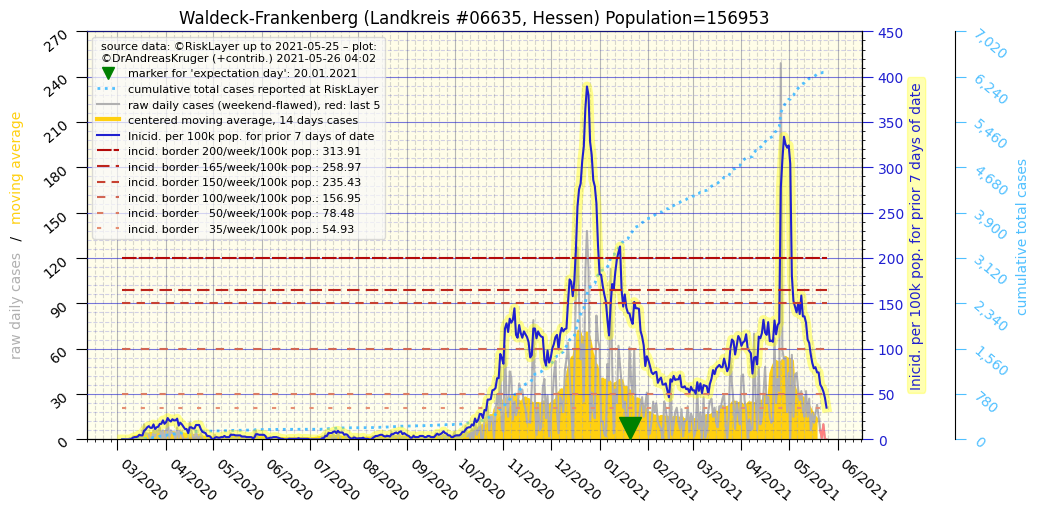 Waldeck-Frankenberg (Landkreis #06635, Hessen) Population=156953
source data: ©RiskLayer up to 2021-05-25 – plot:
©DrAndreasKruger (+contrib.) 2021-05-26 04:02
marker for 'expectation day': 20.01.2021
cumulative total cases reported at RiskLayer
raw daily cases (weekend-flawed), red: last 5
centered moving average, 14 days cases
Inicid. per 100k pop. for prior 7 days of date
incid. border 200/week/100k pop.: 313.91
incid. border 165/week/100k pop.: 258.97
incid. border 150/week/100k pop.: 235.43
incid. border 100/week/100k pop.: 156.95
incid. border   50/week/100k pop.: 78.48
incid. border   35/week/100k pop.: 54.93
raw daily cases / moving average
270
240
210
180
150
120
90
60
30
0
450
400
350
300
250
200
150
100
50
0
Inicid. per 100k pop. for prior 7 days of date
7,020
6,240
5,460
4,680
3,900
3,120
2,340
1,560
780
0
cumulative total cases
03/2020
04/2020
05/2020
06/2020
07/2020
08/2020
09/2020
10/2020
11/2020
12/2020
01/2021
02/2021
03/2021
04/2021
05/2021
06/2021